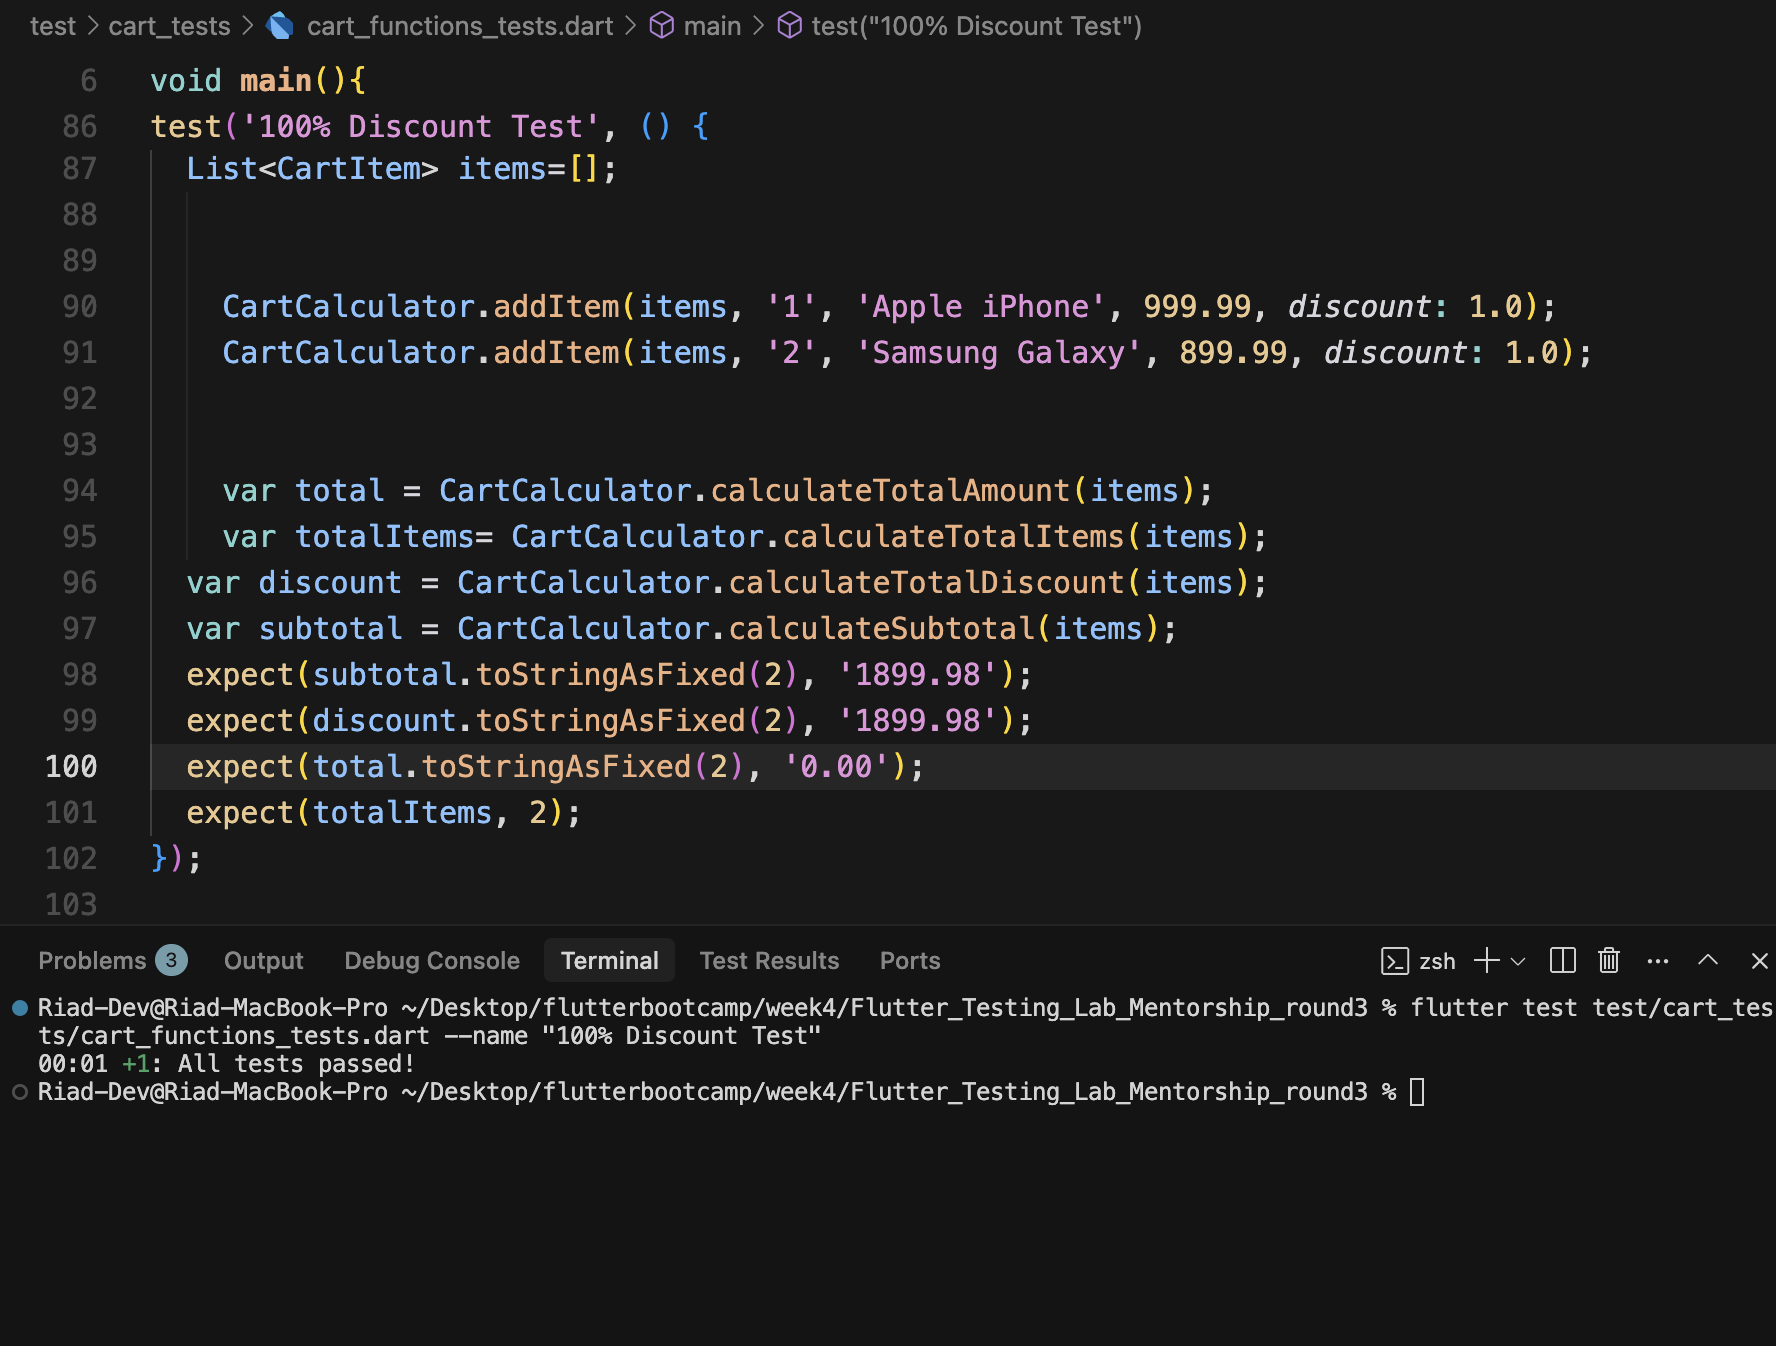 test > cart_tests > cart_functions_tests.dart > main > test("100% Discount Test")
6 void main(){
86 test('100% Discount Test', () {
87 List<CartItem> items=[];
88
89
90 CartCalculator.addItem(items, '1', 'Apple iPhone', 999.99, discount: 1.0);
91 CartCalculator.addItem(items, '2', 'Samsung Galaxy', 899.99, discount: 1.0);
92
93
94 var total = CartCalculator.calculateTotalAmount(items);
95 var totalItems= CartCalculator.calculateTotalItems(items);
96 var discount = CartCalculator.calculateTotalDiscount(items);
97 var subtotal = CartCalculator.calculateSubtotal(items);
98 expect(subtotal.toStringAsFixed(2), '1899.98');
99 expect(discount.toStringAsFixed(2), '1899.98');
100 expect(total.toStringAsFixed(2), '0.00');
101 expect(totalItems, 2);
102 });
103
Problems 3 Output Debug Console Terminal Test Results Ports zsh
Riad-Dev@Riad-MacBook-Pro ~/Desktop/flutterbootcamp/week4/Flutter_Testing_Lab_Mentorship_round3 % flutter test test/cart_tes
ts/cart_functions_tests.dart --name "100% Discount Test"
00:01 +1: All tests passed!
Riad-Dev@Riad-MacBook-Pro ~/Desktop/flutterbootcamp/week4/Flutter_Testing_Lab_Mentorship_round3 %